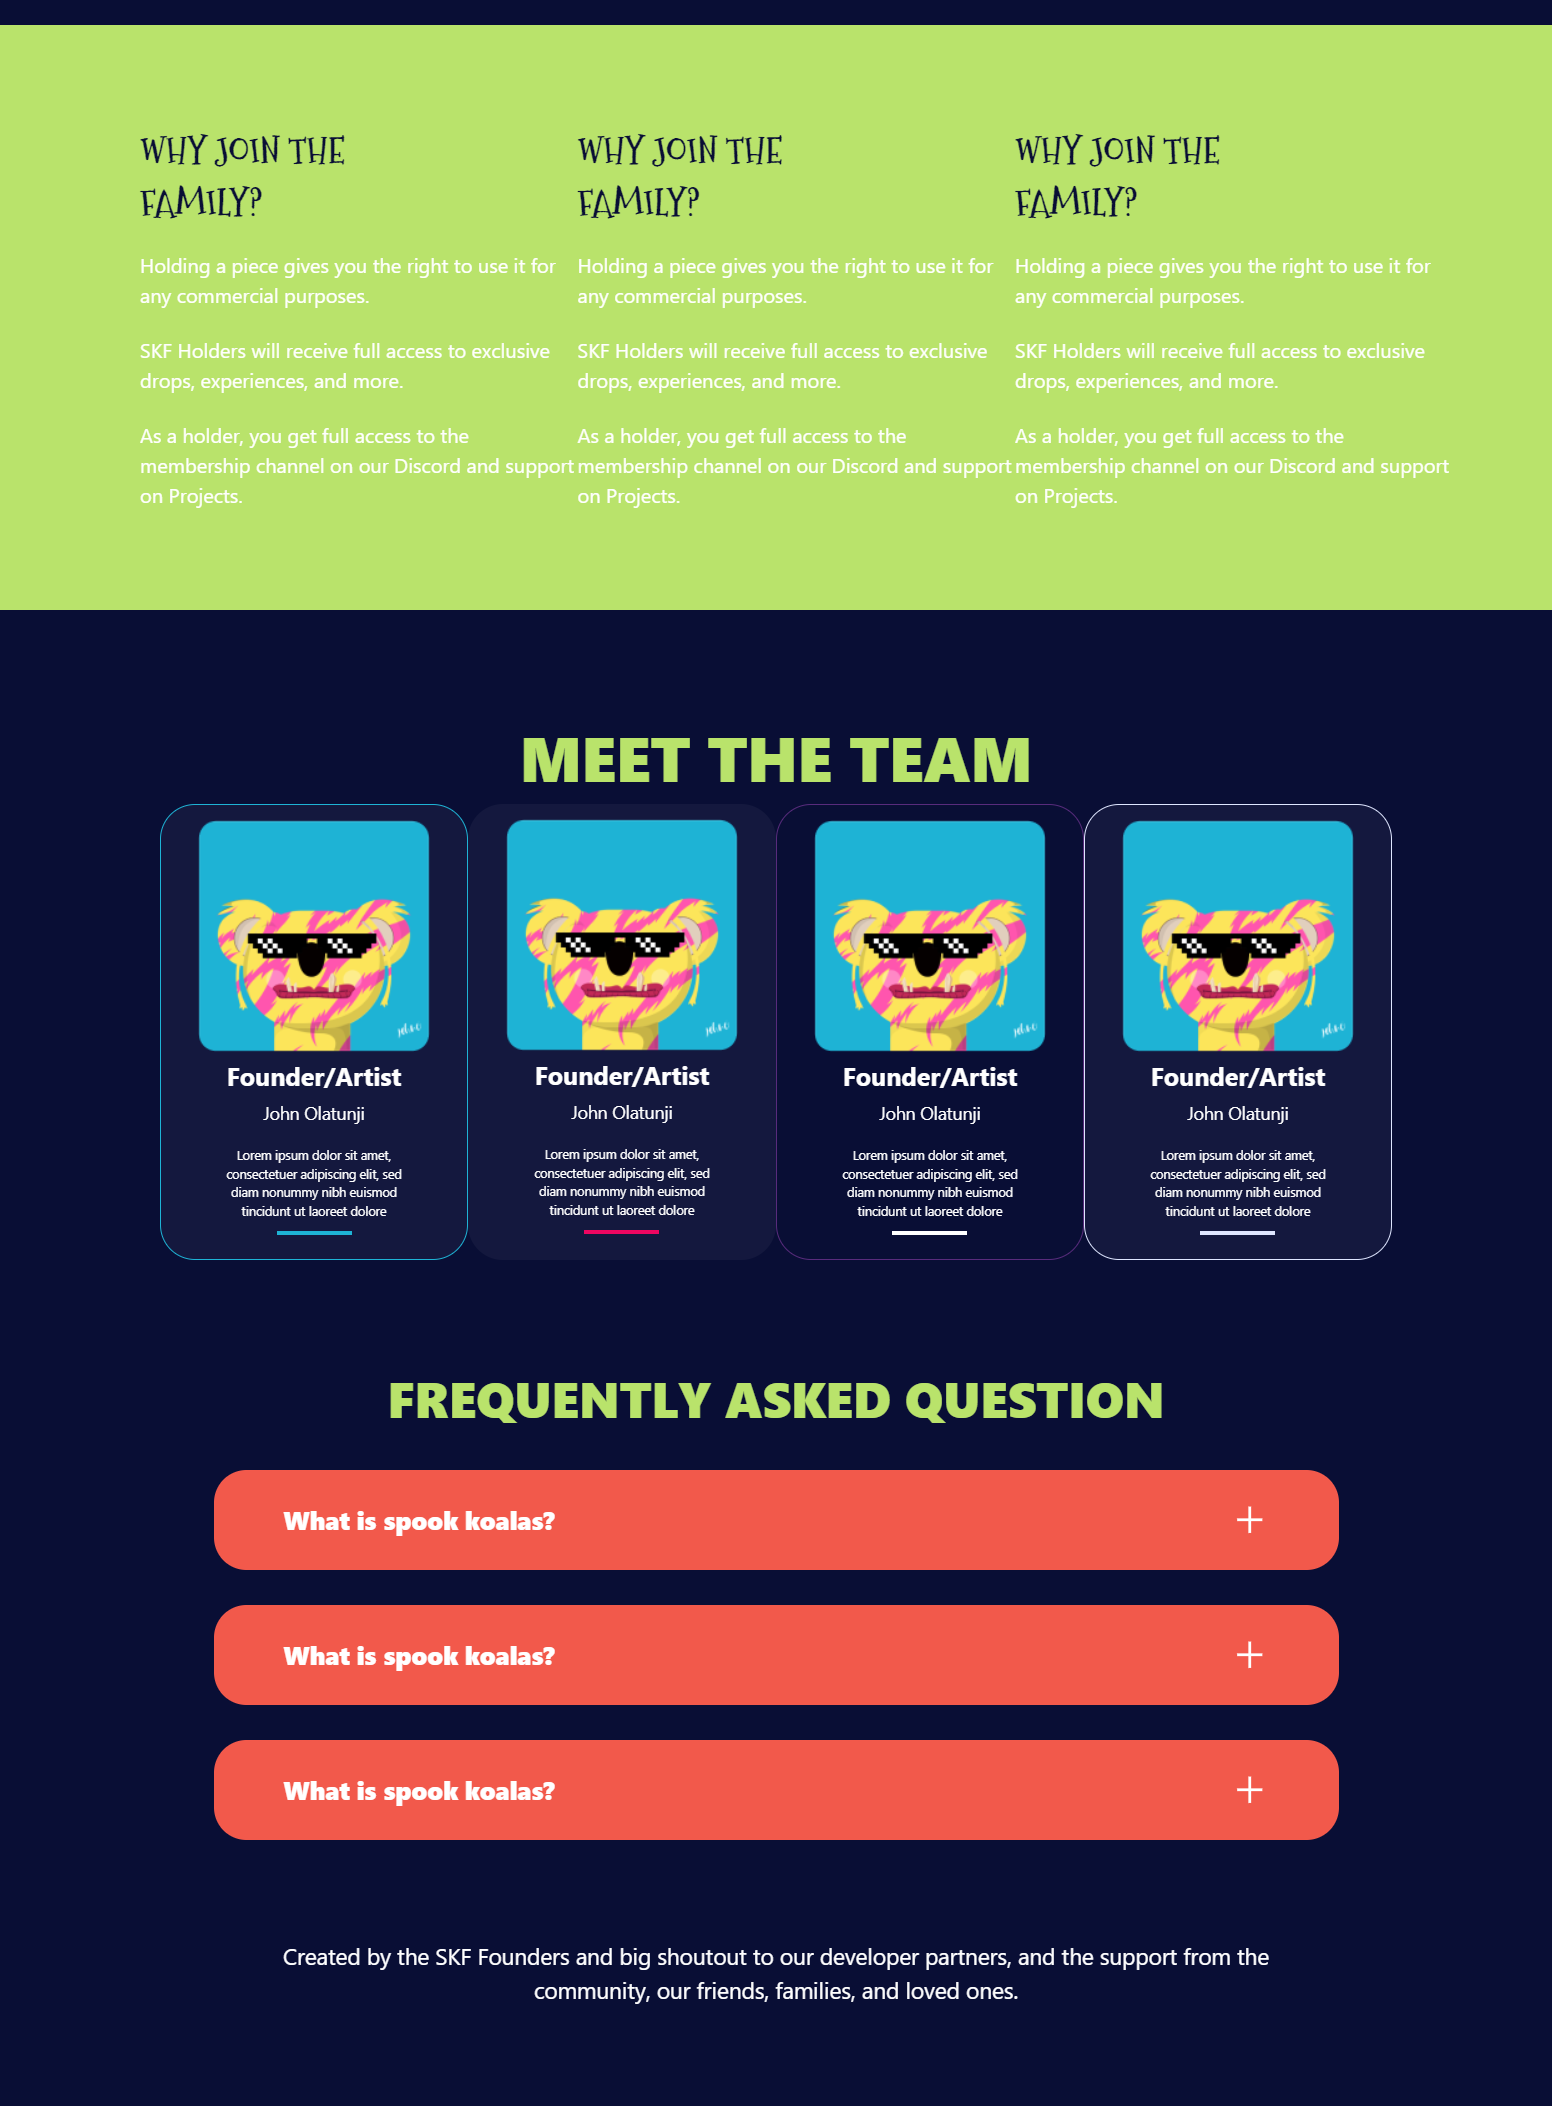 WHY JOIN THE
FAMILY?
Holding a piece gives you the right to use it for
any commercial purposes.
SKF Holders will receive full access to exclusive
drops, experiences, and more.
As a holder, you get full access to the
membership channel on our Discord and support
on Projects.
WHY JOIN THE
FAMILY?
Holding a piece gives you the right to use it for
any commercial purposes.
SKF Holders will receive full access to exclusive
drops, experiences, and more.
As a holder, you get full access to the
membership channel on our Discord and support
on Projects.
WHY JOIN THE
FAMILY?
Holding a piece gives you the right to use it for
any commercial purposes.
SKF Holders will receive full access to exclusive
drops, experiences, and more.
As a holder, you get full access to the
membership channel on our Discord and support
on Projects.
MEET THE TEAM
Founder/Artist
John Olatunji
Lorem ipsum dolor sit amet,
consectetuer adipiscing elit, sed
diam nonummy nibh euismod
tincidunt ut laoreet dolore
Founder/Artist
John Olatunji
Lorem ipsum dolor sit amet,
consectetuer adipiscing elit, sed
diam nonummy nibh euismod
tincidunt ut laoreet dolore
Founder/Artist
John Olatunji
Lorem ipsum dolor sit amet,
consectetuer adipiscing elit, sed
diam nonummy nibh euismod
tincidunt ut laoreet dolore
Founder/Artist
John Olatunji
Lorem ipsum dolor sit amet,
consectetuer adipiscing elit, sed
diam nonummy nibh euismod
tincidunt ut laoreet dolore
FREQUENTLY ASKED QUESTION
What is spook koalas?
What is spook koalas?
What is spook koalas?
Created by the SKF Founders and big shoutout to our developer partners, and the support from the
community, our friends, families, and loved ones.